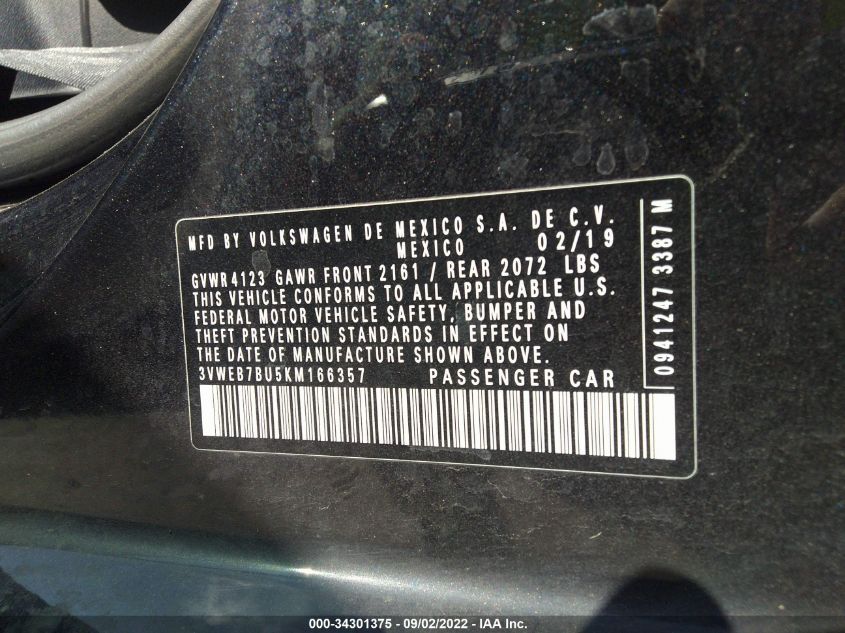 MFD BY VOLKSWAGEN DE MEXICO S.A. DE C.V.
MEXICO 02/19
GVWR 4123 GAWR FRONT 2161 / REAR 2072 LBS
THIS VEHICLE CONFORMS TO ALL APPLICABLE U.S.
FEDERAL MOTOR VEHICLE SAFETY, BUMPER AND
THEFT PREVENTION STANDARDS IN EFFECT ON
THE DATE OF MANUFACTURE SHOWN ABOVE.
3VWEB7BU5KM166357 PASSENGER CAR
0941247 3387 M
000-34301375 - 09/02/2022 - IAA Inc.